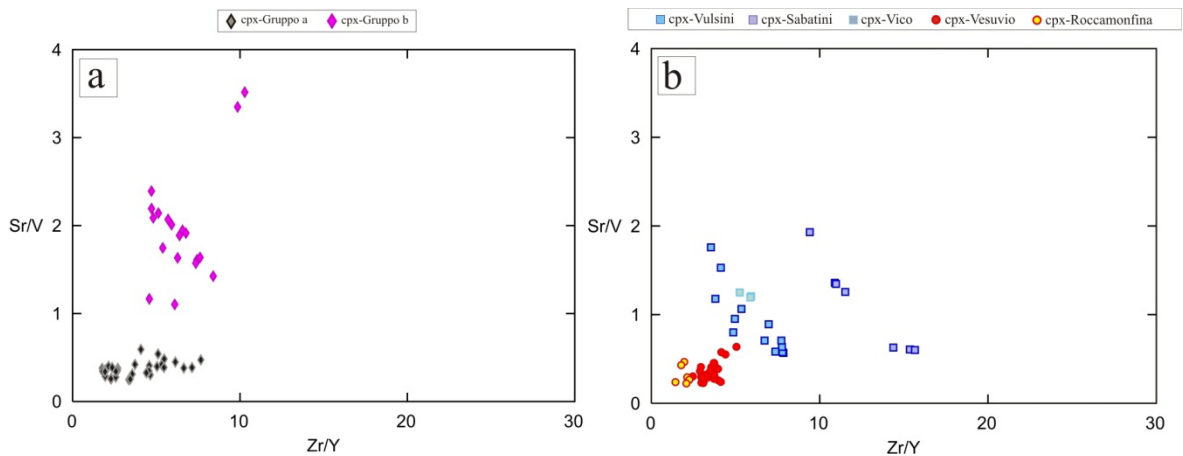 cpx-Gruppo a cpx-Gruppo b
a
4
3
2
1
0
Sr/V
0 10 20 30
Zr/Y
cpx-Vulsini cpx-Sabatini cpx-Vico cpx-Vesuvio cpx-Roccamonfina
b
4
3
2
1
0
Sr/V
0 10 20 30
Zr/Y